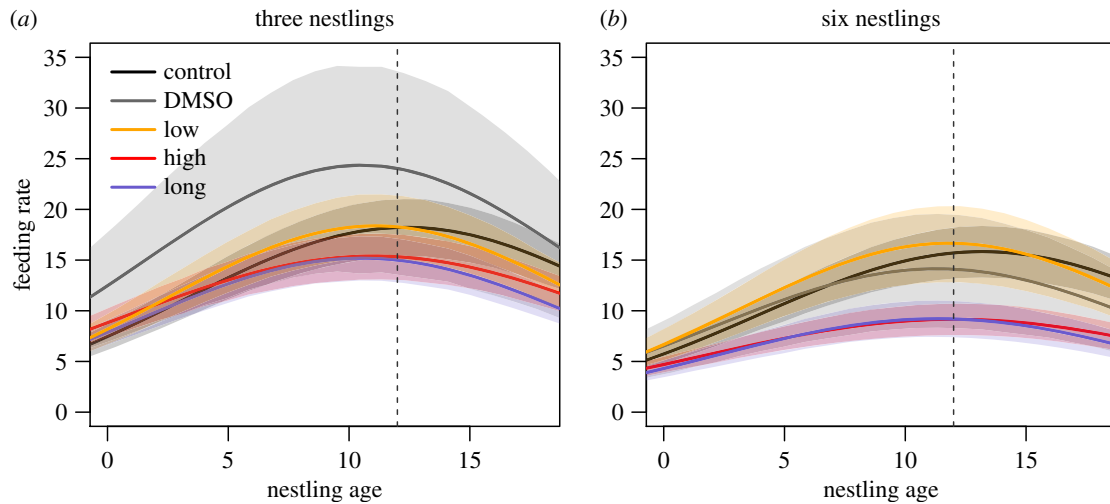 (a)
three nestlings
(b)
six nestlings
feeding rate
35
30
25
20
15
10
5
0
control
DMSO
low
high
long
0
5
10
15
nestling age
35
30
25
20
15
10
5
0
0
5
10
15
nestling age